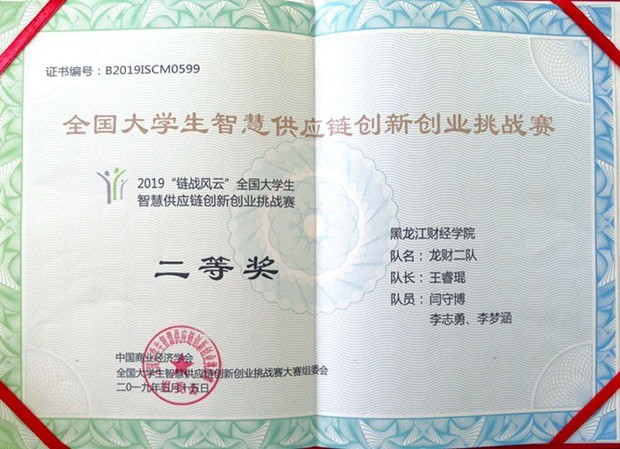 证书编号：B2019ISCM0599
全国大学生智慧供应链创新创业挑战赛
2019“链战风云”全国大学生
智慧供应链创新创业挑战赛
二等奖
中国商业经济学会
全国大学生智慧供应链创新创业挑战赛大赛组委会
二〇一九年五月十五日
黑龙江财经学院
队名：龙财二队
队长：王睿琨
队员：闫守博
李志勇、李梦涵